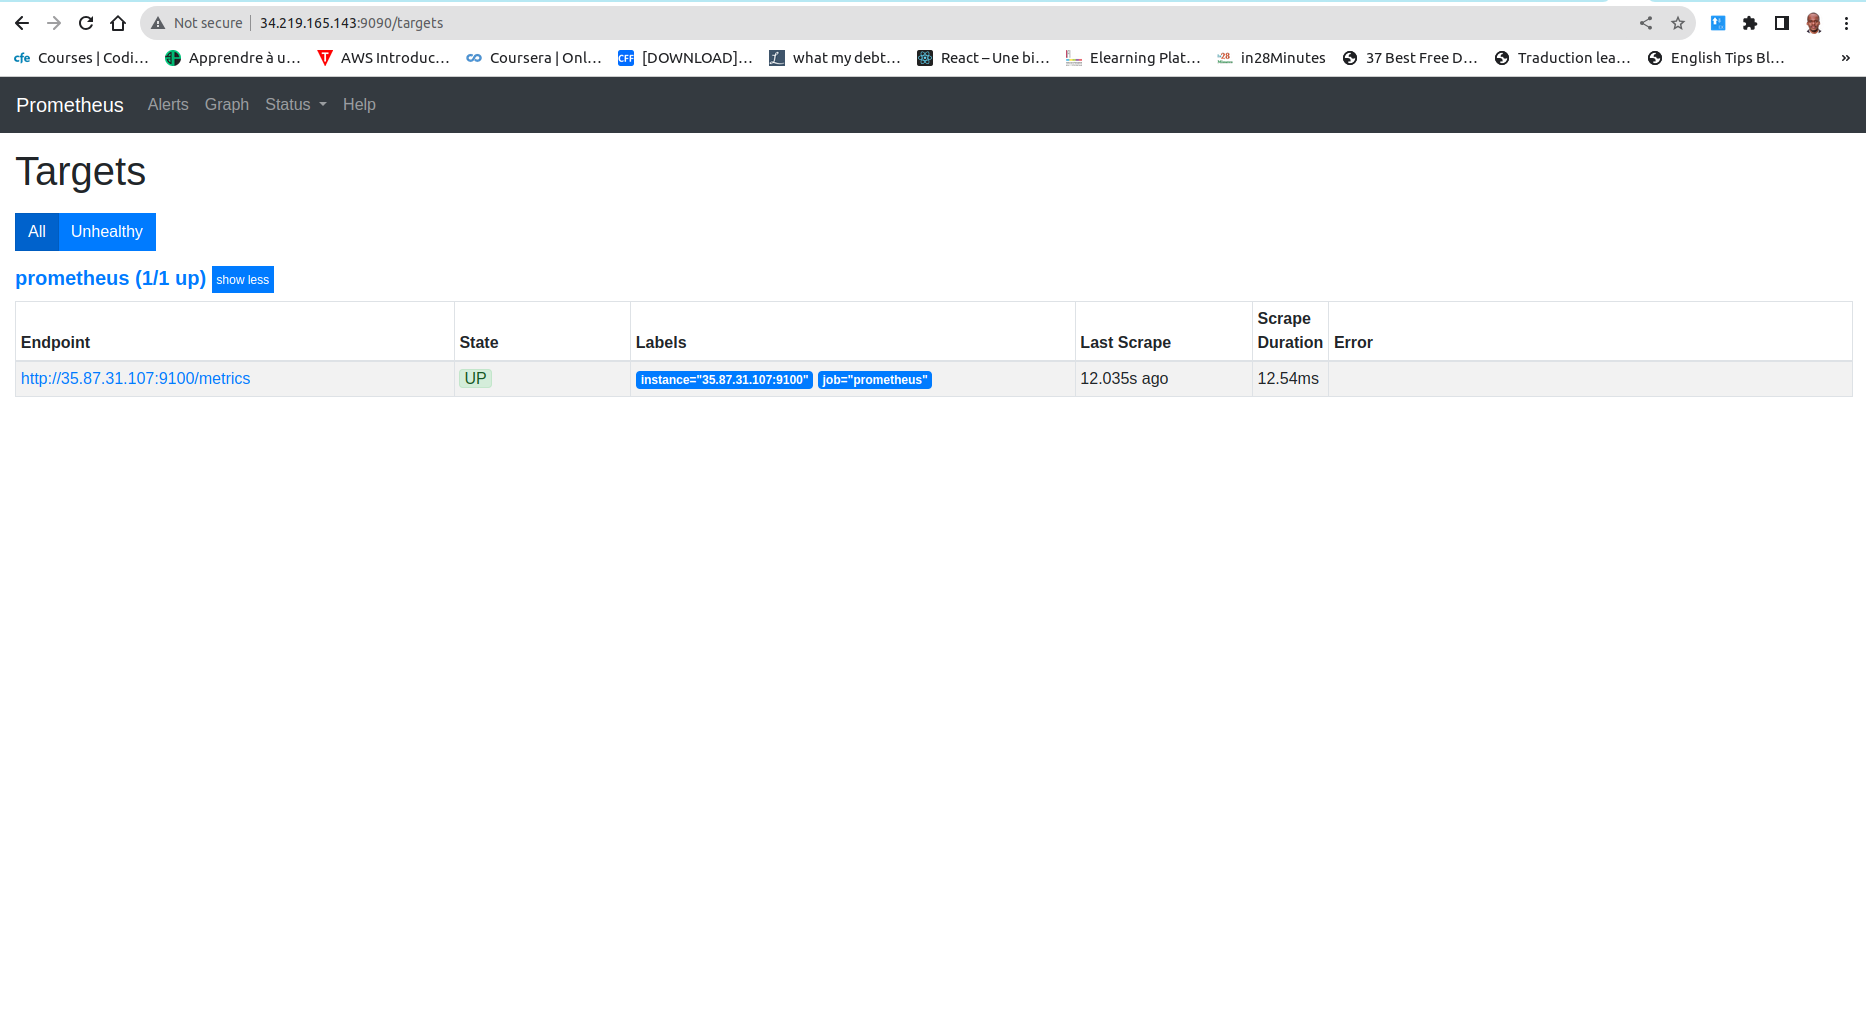 Not secure | 34.219.165.143:9090/targets
cfe Courses | Codi... Apprendre à u... AWS Introduc... Coursera | Onl... CFF [DOWNLOAD]... what my debt... React – Une bi... Elearning Plat... in28Minutes 37 Best Free D... Traduction lea... English Tips Bl... »
Prometheus Alerts Graph Status Help
Targets
All Unhealthy
prometheus (1/1 up) show less
Endpoint State Labels Last Scrape Scrape Duration Error
http://35.87.31.107:9100/metrics UP instance="35.87.31.107:9100" job="prometheus" 12.035s ago 12.54ms